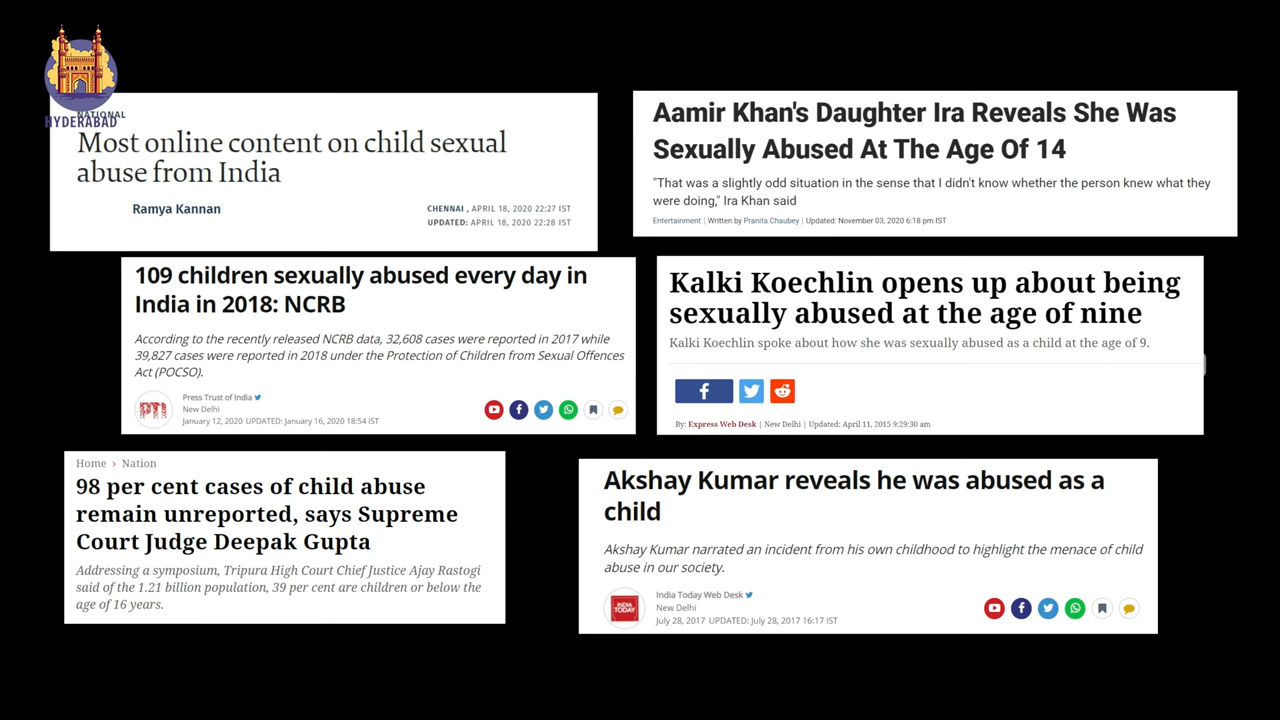 HYDERABAD
NATIONAL
Most online content on child sexual
abuse from India
Ramya Kannan
CHENNAI , APRIL 18, 2020 22:27 IST
UPDATED: APRIL 18, 2020 22:28 IST
Aamir Khan's Daughter Ira Reveals She Was
Sexually Abused At The Age Of 14
"That was a slightly odd situation in the sense that I didn't know whether the person knew what they
were doing," Ira Khan said
Entertainment | Written by Pranita Chaubey | Updated: November 03, 2020 6:18 pm IST
109 children sexually abused every day in
India in 2018: NCRB
According to the recently released NCRB data, 32,608 cases were reported in 2017 while
39,827 cases were reported in 2018 under the Protection of Children from Sexual Offences
Act (POCSO).
PTI
Press Trust of India
New Delhi
January 12, 2020 UPDATED: January 16, 2020 18:54 IST
Kalki Koechlin opens up about being
sexually abused at the age of nine
Kalki Koechlin spoke about how she was sexually abused as a child at the age of 9.
By: Express Web Desk | New Delhi | Updated: April 11, 2015 9:29:30 am
Home > Nation
98 per cent cases of child abuse
remain unreported, says Supreme
Court Judge Deepak Gupta
Addressing a symposium, Tripura High Court Chief Justice Ajay Rastogi
said of the 1.21 billion population, 39 per cent are children or below the
age of 16 years.
Akshay Kumar reveals he was abused as a
child
Akshay Kumar narrated an incident from his own childhood to highlight the menace of child
abuse in our society.
INDIA
TODAY
India Today Web Desk
New Delhi
July 28, 2017 UPDATED: July 28, 2017 16:17 IST